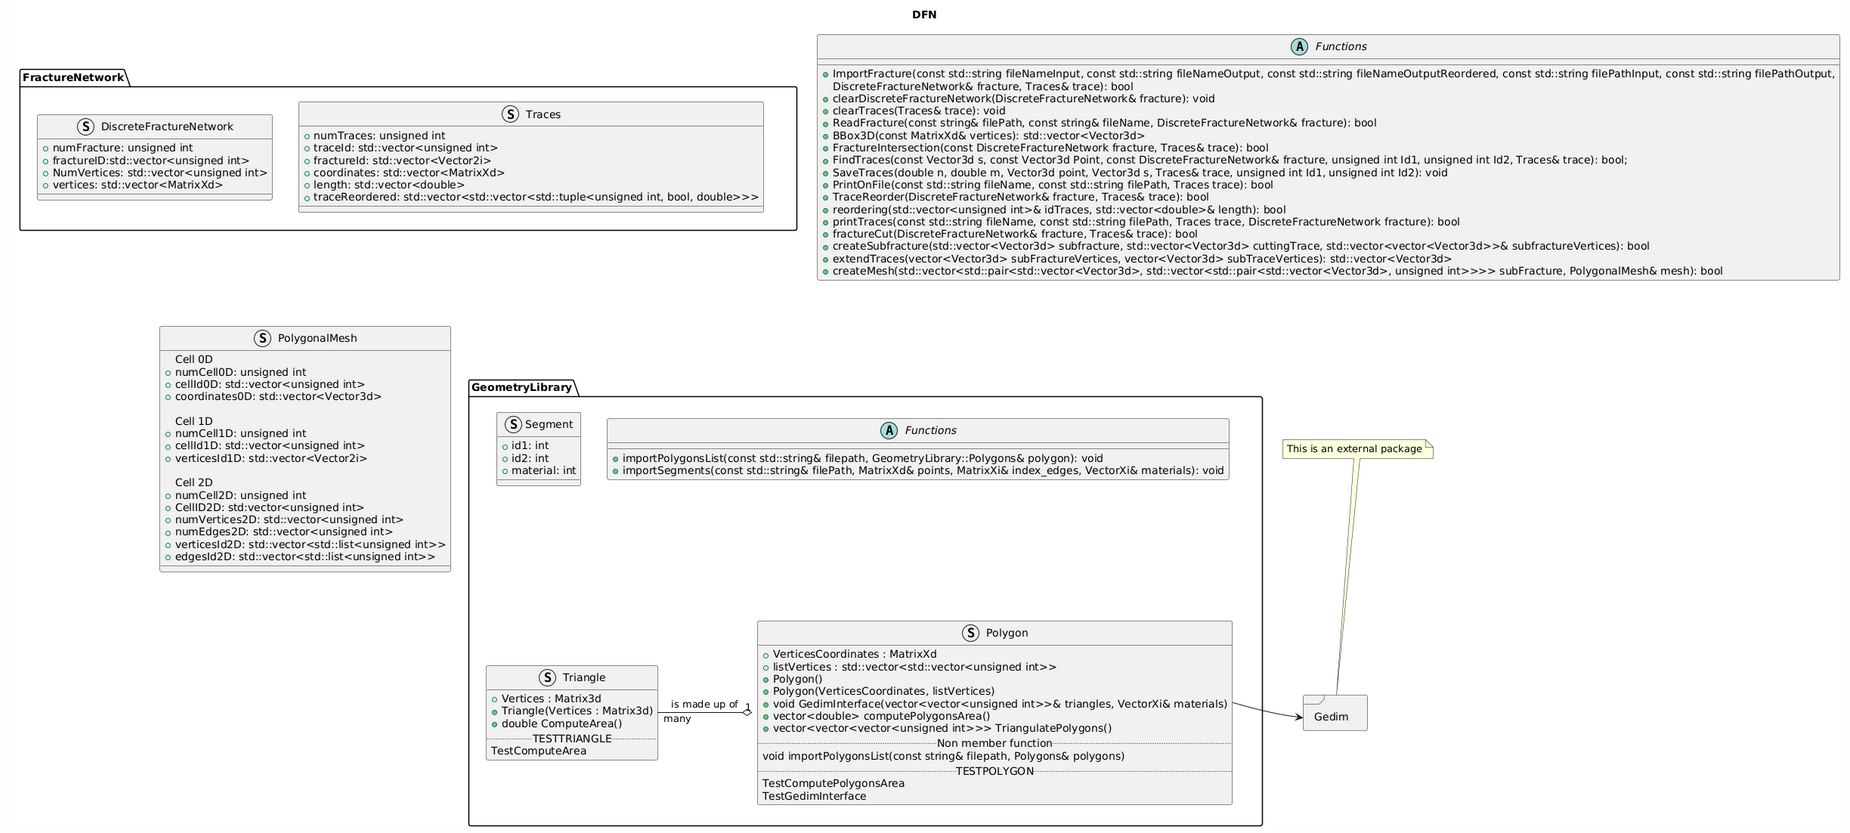 DFN
FractureNetwork
S DiscreteFractureNetwork
numFracture: unsigned int
fractureID:std::vector<unsigned int>
NumVertices: std::vector<unsigned int>
vertices: std::vector<MatrixXd>
S Traces
numTraces: unsigned int
traceId: std::vector<unsigned int>
fractureId: std::vector<Vector2i>
coordinates: std::vector<MatrixXd>
length: std::vector<double>
traceReordered: std::vector<std::vector<std::tuple<unsigned int, bool, double>>>
A Functions
ImportFracture(const std::string fileNameInput, const std::string fileNameOutput, const std::string fileNameOutputReordered, const std::string filePathInput, const std::string filePathOutput,
DiscreteFractureNetwork& fracture, Traces& trace): bool
clearDiscreteFractureNetwork(DiscreteFractureNetwork& fracture): void
clearTraces(Traces& trace): void
ReadFracture(const string& filePath, const string& fileName, DiscreteFractureNetwork& fracture): bool
BBox3D(const MatrixXd& vertices): std::vector<Vector3d>
FractureIntersection(const DiscreteFractureNetwork fracture, Traces& trace): bool
FindTraces(const Vector3d s, const Vector3d Point, const DiscreteFractureNetwork& fracture, unsigned int Id1, unsigned int Id2, Traces& trace): bool;
SaveTraces(double n, double m, Vector3d point, Vector3d s, Traces& trace, unsigned int Id1, unsigned int Id2): void
PrintOnFile(const std::string fileName, const std::string filePath, Traces trace): bool
TraceReorder(DiscreteFractureNetwork& fracture, Traces& trace): bool
reordering(std::vector<unsigned int>& idTraces, std::vector<double>& length): bool
printTraces(const std::string fileName, const std::string filePath, Traces trace, DiscreteFractureNetwork fracture): bool
fractureCut(DiscreteFractureNetwork& fracture, Traces& trace): bool
createSubfracture(std::vector<Vector3d> subfracture, std::vector<Vector3d> cuttingTrace, std::vector<vector<Vector3d>>& subfractureVertices): bool
extendTraces(vector<Vector3d> subFractureVertices, vector<Vector3d> subTraceVertices): std::vector<Vector3d>
createMesh(std::vector<std::pair<std::vector<Vector3d>, std::vector<std::pair<std::vector<Vector3d>, unsigned int>>>> subFracture, PolygonalMesh& mesh): bool
S PolygonalMesh
Cell 0D
numCell0D: unsigned int
cellId0D: std::vector<unsigned int>
coordinates0D: std::vector<Vector3d>
Cell 1D
numCell1D: unsigned int
cellId1D: std::vector<unsigned int>
verticesId1D: std::vector<Vector2i>
Cell 2D
numCell2D: unsigned int
CellID2D: std:vector<unsigned int>
numVertices2D: std::vector<unsigned int>
numEdges2D: std::vector<unsigned int>
verticesId2D: std::vector<std::list<unsigned int>>
edgesId2D: std::vector<std::list<unsigned int>>
GeometryLibrary
S Segment
id1: int
id2: int
material: int
A Functions
importPolygonsList(const std::string& filepath, GeometryLibrary::Polygons& polygon): void
importSegments(const std::string& filePath, MatrixXd& points, MatrixXi& index_edges, VectorXi& materials): void
This is an external package
S Triangle
Vertices : Matrix3d
Triangle(Vertices : Matrix3d)
double ComputeArea()
TESTTRIANGLE
TestComputeArea
is made up of
many
1
S Polygon
VerticesCoordinates : MatrixXd
listVertices : std::vector<std::vector<unsigned int>>
Polygon()
Polygon(VerticesCoordinates, listVertices)
void GedimInterface(vector<vector<unsigned int>>& triangles, VectorXi& materials)
vector<double> computePolygonsArea()
vector<vector<vector<unsigned int>>> TriangulatePolygons()
Non member function
void importPolygonsList(const string& filepath, Polygons& polygons)
TESTPOLYGON
TestComputePolygonsArea
TestGedimInterface
Gedim